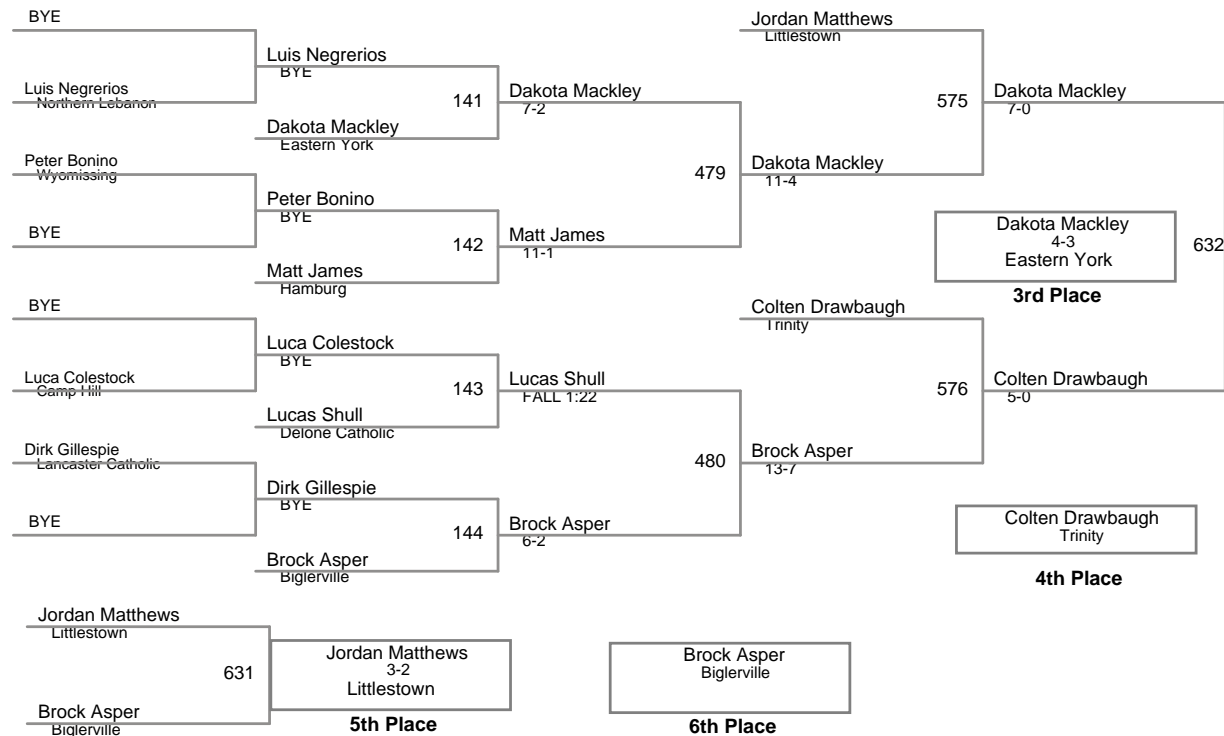 BYE
Luis Negrerios
Northern Lebanon
Peter Bonino
Wyomissing
BYE
BYE
Luca Colestock
Camp Hill
Dirk Gillespie
Lancaster Catholic
BYE
Luis Negrerios
BYE
141
Dakota Mackley
Eastern York
Peter Bonino
BYE
142
Matt James
Hamburg
Luca Colestock
BYE
143
Lucas Shull
Delone Catholic
Dirk Gillespie
BYE
144
Brock Asper
Biglerville
Dakota Mackley
7-2
479
Matt James
11-1
Lucas Shull
FALL 1:22
480
Brock Asper
6-2
Jordan Matthews
Littlestown
575
Dakota Mackley
11-4
Colten Drawbaugh
Trinity
576
Brock Asper
13-7
Dakota Mackley
7-0
632
Colten Drawbaugh
5-0
Dakota Mackley
4-3
Eastern York
3rd Place
Colten Drawbaugh
Trinity
4th Place
Jordan Matthews
Littlestown
631
Brock Asper
Biglerville
Jordan Matthews
3-2
Littlestown
5th Place
Brock Asper
Biglerville
6th Place